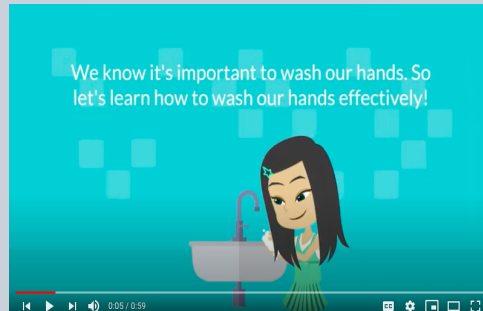 We know it's important to wash our hands. So
let's learn how to wash our hands effectively!
0:05 / 0:59
CC